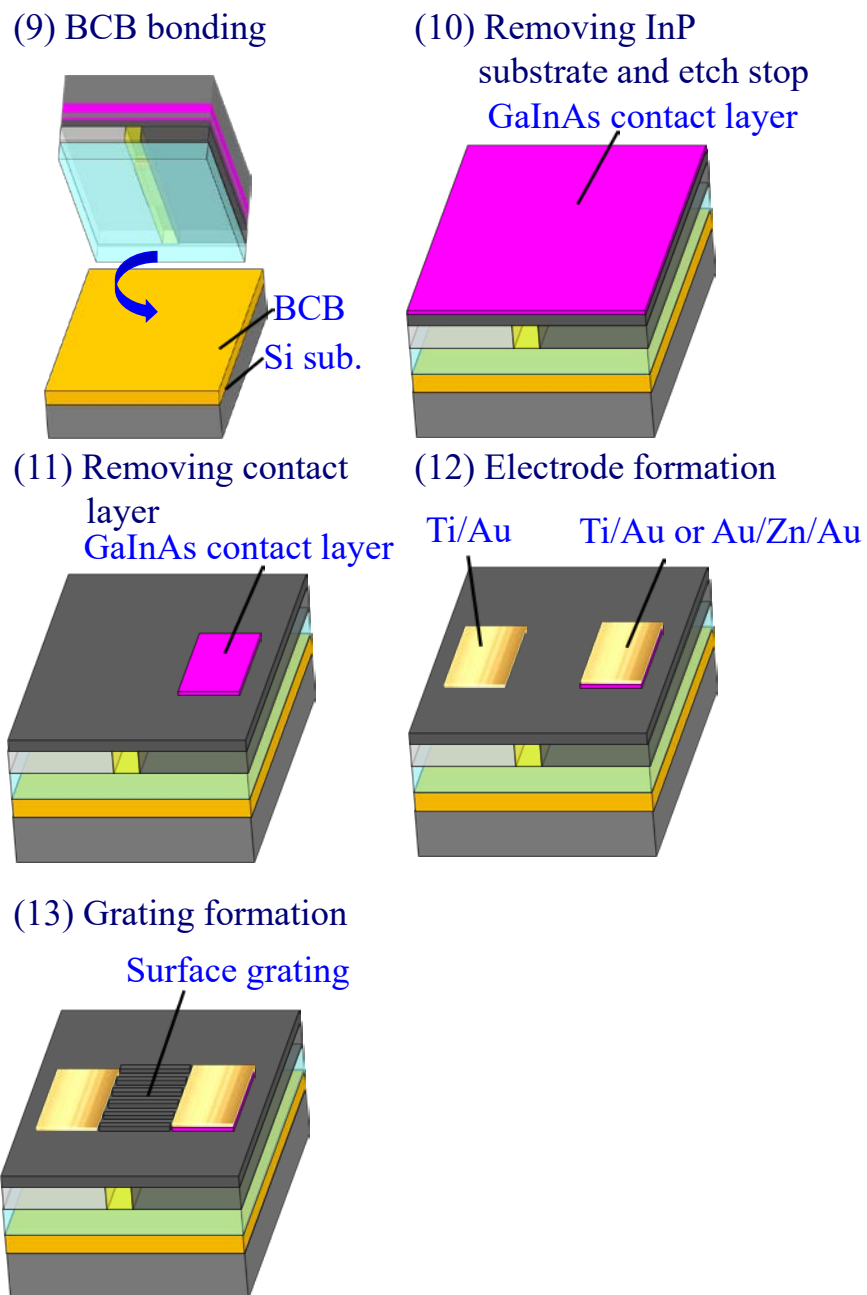 (9) BCB bonding
BCB
Si sub.
(10) Removing InP
substrate and etch stop
GaInAs contact layer
(11) Removing contact
layer
GaInAs contact layer
(12) Electrode formation
Ti/Au
Ti/Au or Au/Zn/Au
(13) Grating formation
Surface grating